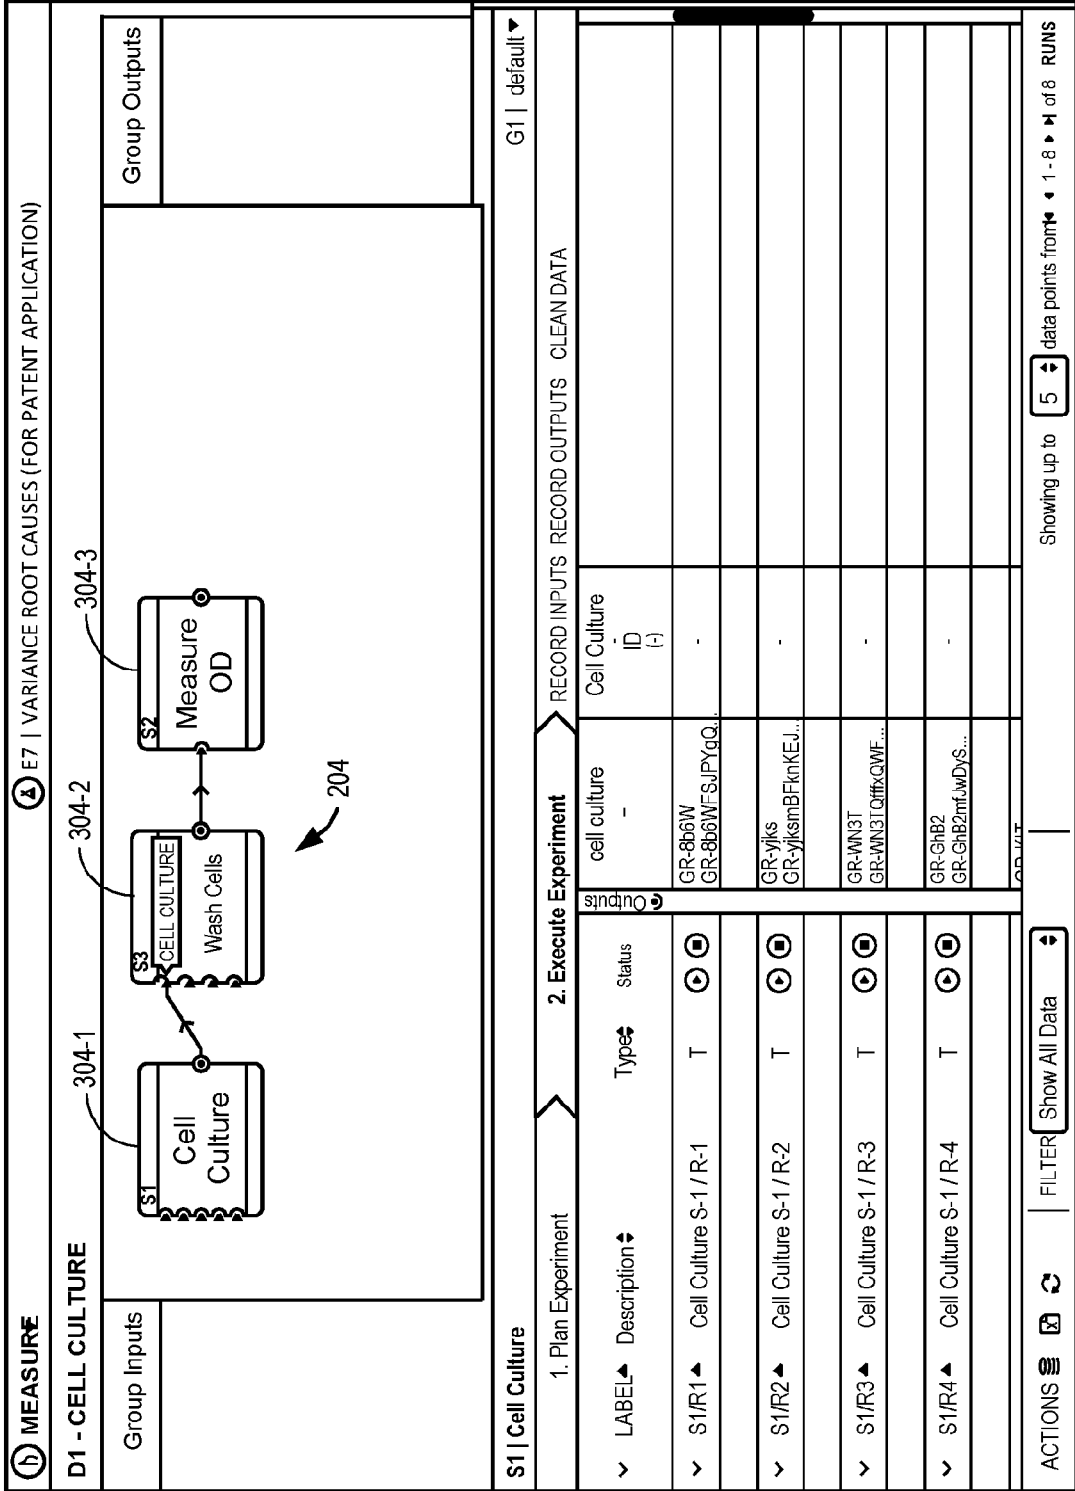 MEASURE
E7 | VARIANCE ROOT CAUSES (FOR PATENT APPLICATION)
D1 - CELL CULTURE
Group Inputs
Group Outputs
304-1
304-2
304-3
S1
Cell
Culture
S3
CELL CULTURE
Wash Cells
S2
Measure
OD
204
S1 | Cell Culture
G1 | default
1. Plan Experiment
2. Execute Experiment
RECORD INPUTS RECORD OUTPUTS CLEAN DATA
LABEL Description Type Status
Outputs
cell culture
-
Cell Culture
-
ID
(-)
S1/R1 Cell Culture S-1 / R-1 T
GR-8b6W
GR-8b6WFSJPYgQ...
-
S1/R2 Cell Culture S-1 / R-2 T
GR-yjks
GR-yjksmBFknKEJ...
-
S1/R3 Cell Culture S-1 / R-3 T
GR-WN3T
GR-WN3TQfffxQWF...
-
S1/R4 Cell Culture S-1 / R-4 T
GR-GhB2
GR-GhB2mfJwDyS...
-
ACTIONS | FILTER Show All Data | Showing up to 5 data points from 1 - 8 of 8 RUNS